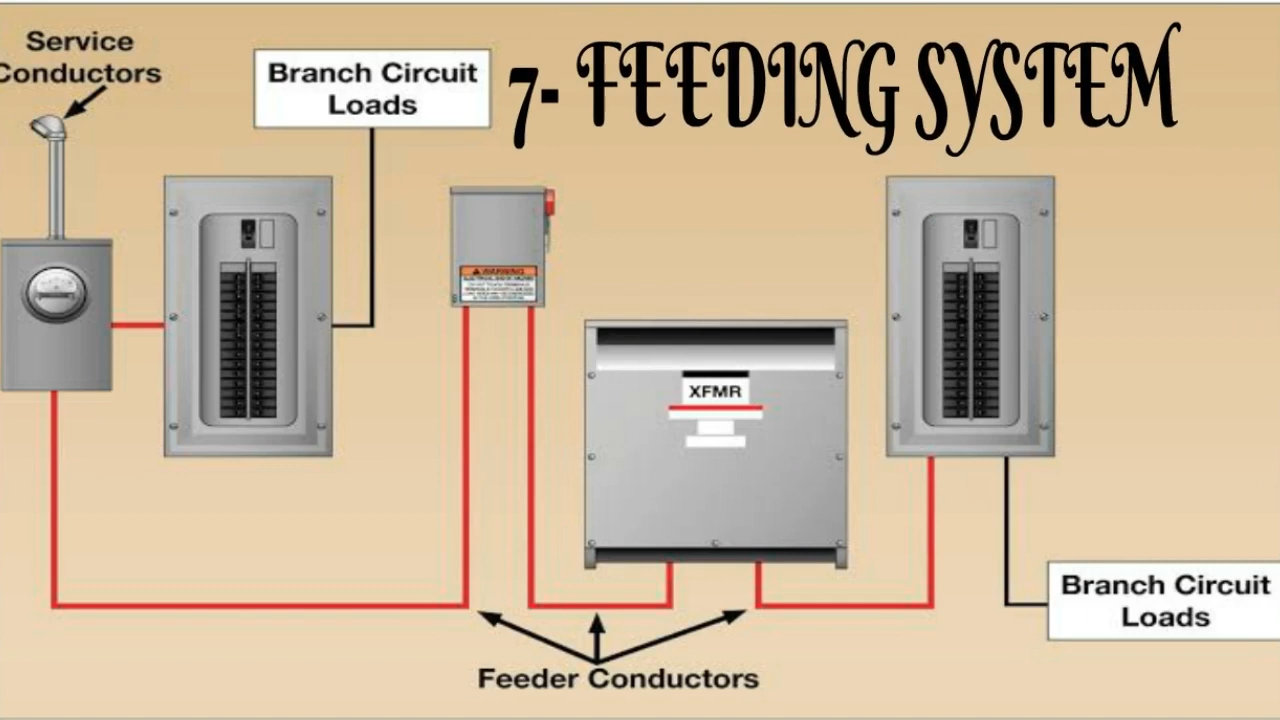 Service
Conductors
Branch Circuit
Loads
7- FEEDING SYSTEM
WARNING
XFMR
Branch Circuit
Loads
Feeder Conductors